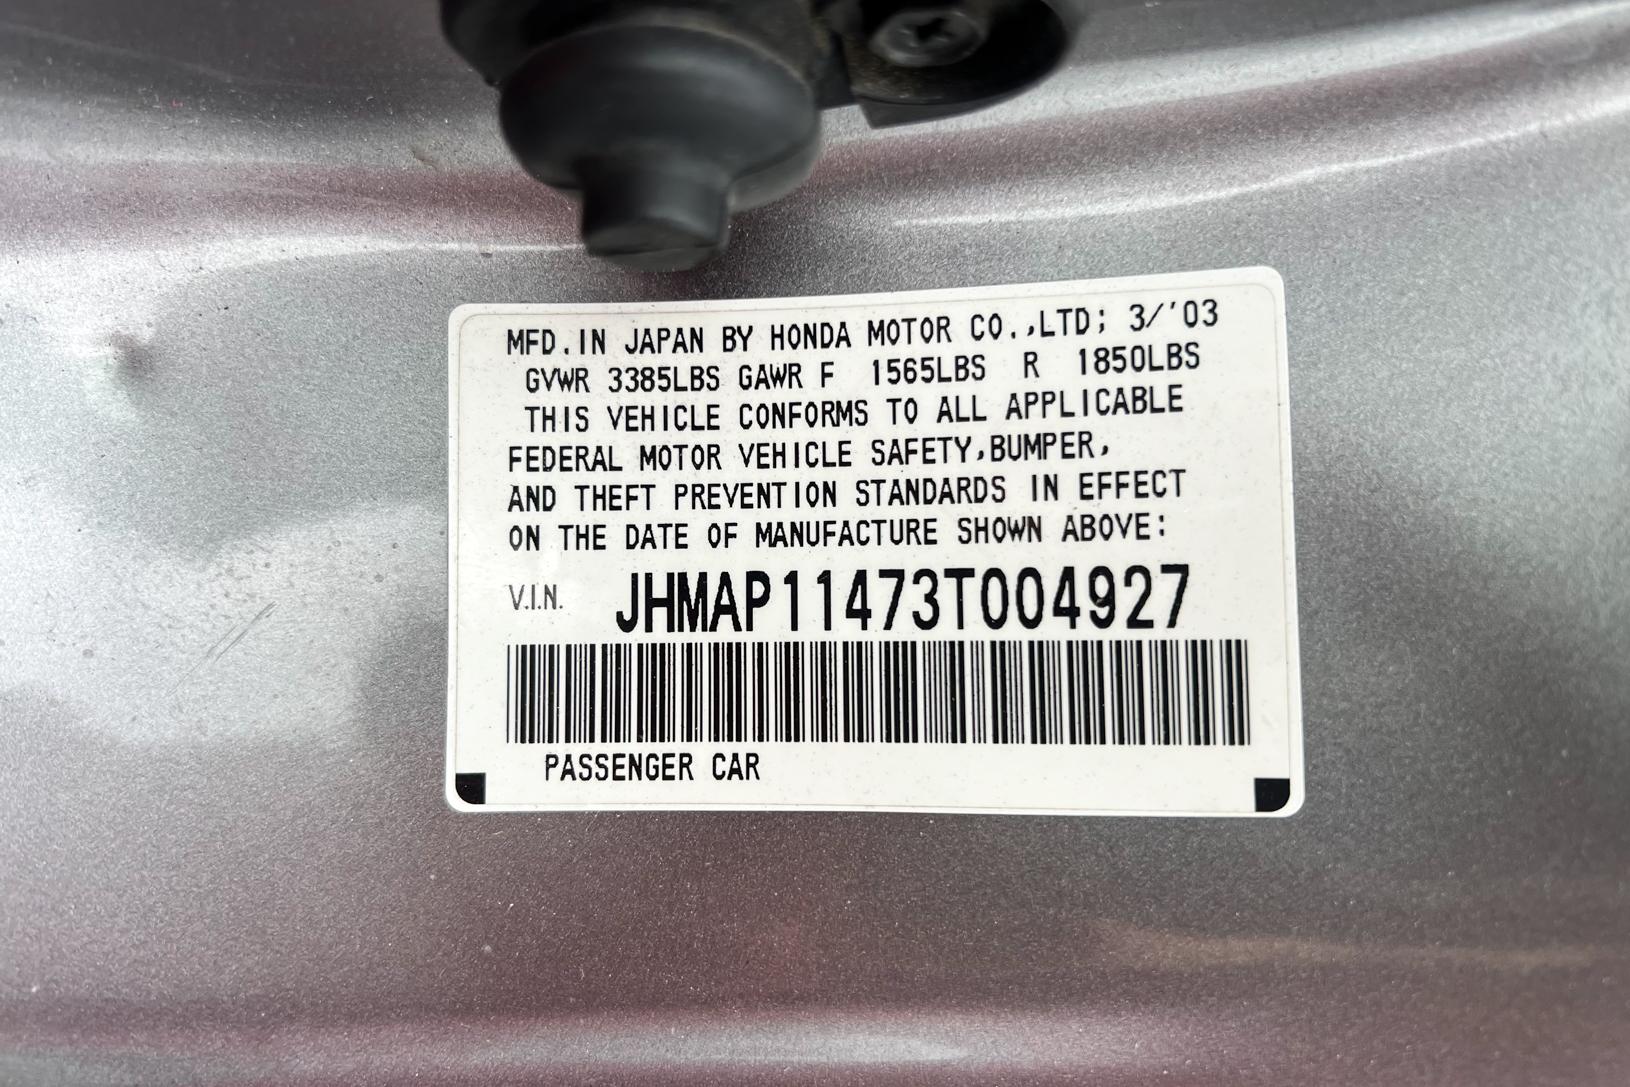 MFD.IN JAPAN BY HONDA MOTOR CO.,LTD; 3/'03
GVWR 3385LBS GAWR F 1565LBS R 1850LBS
THIS VEHICLE CONFORMS TO ALL APPLICABLE
FEDERAL MOTOR VEHICLE SAFETY,BUMPER,
AND THEFT PREVENTION STANDARDS IN EFFECT
ON THE DATE OF MANUFACTURE SHOWN ABOVE:
V.I.N. JHMAP11473T004927
PASSENGER CAR